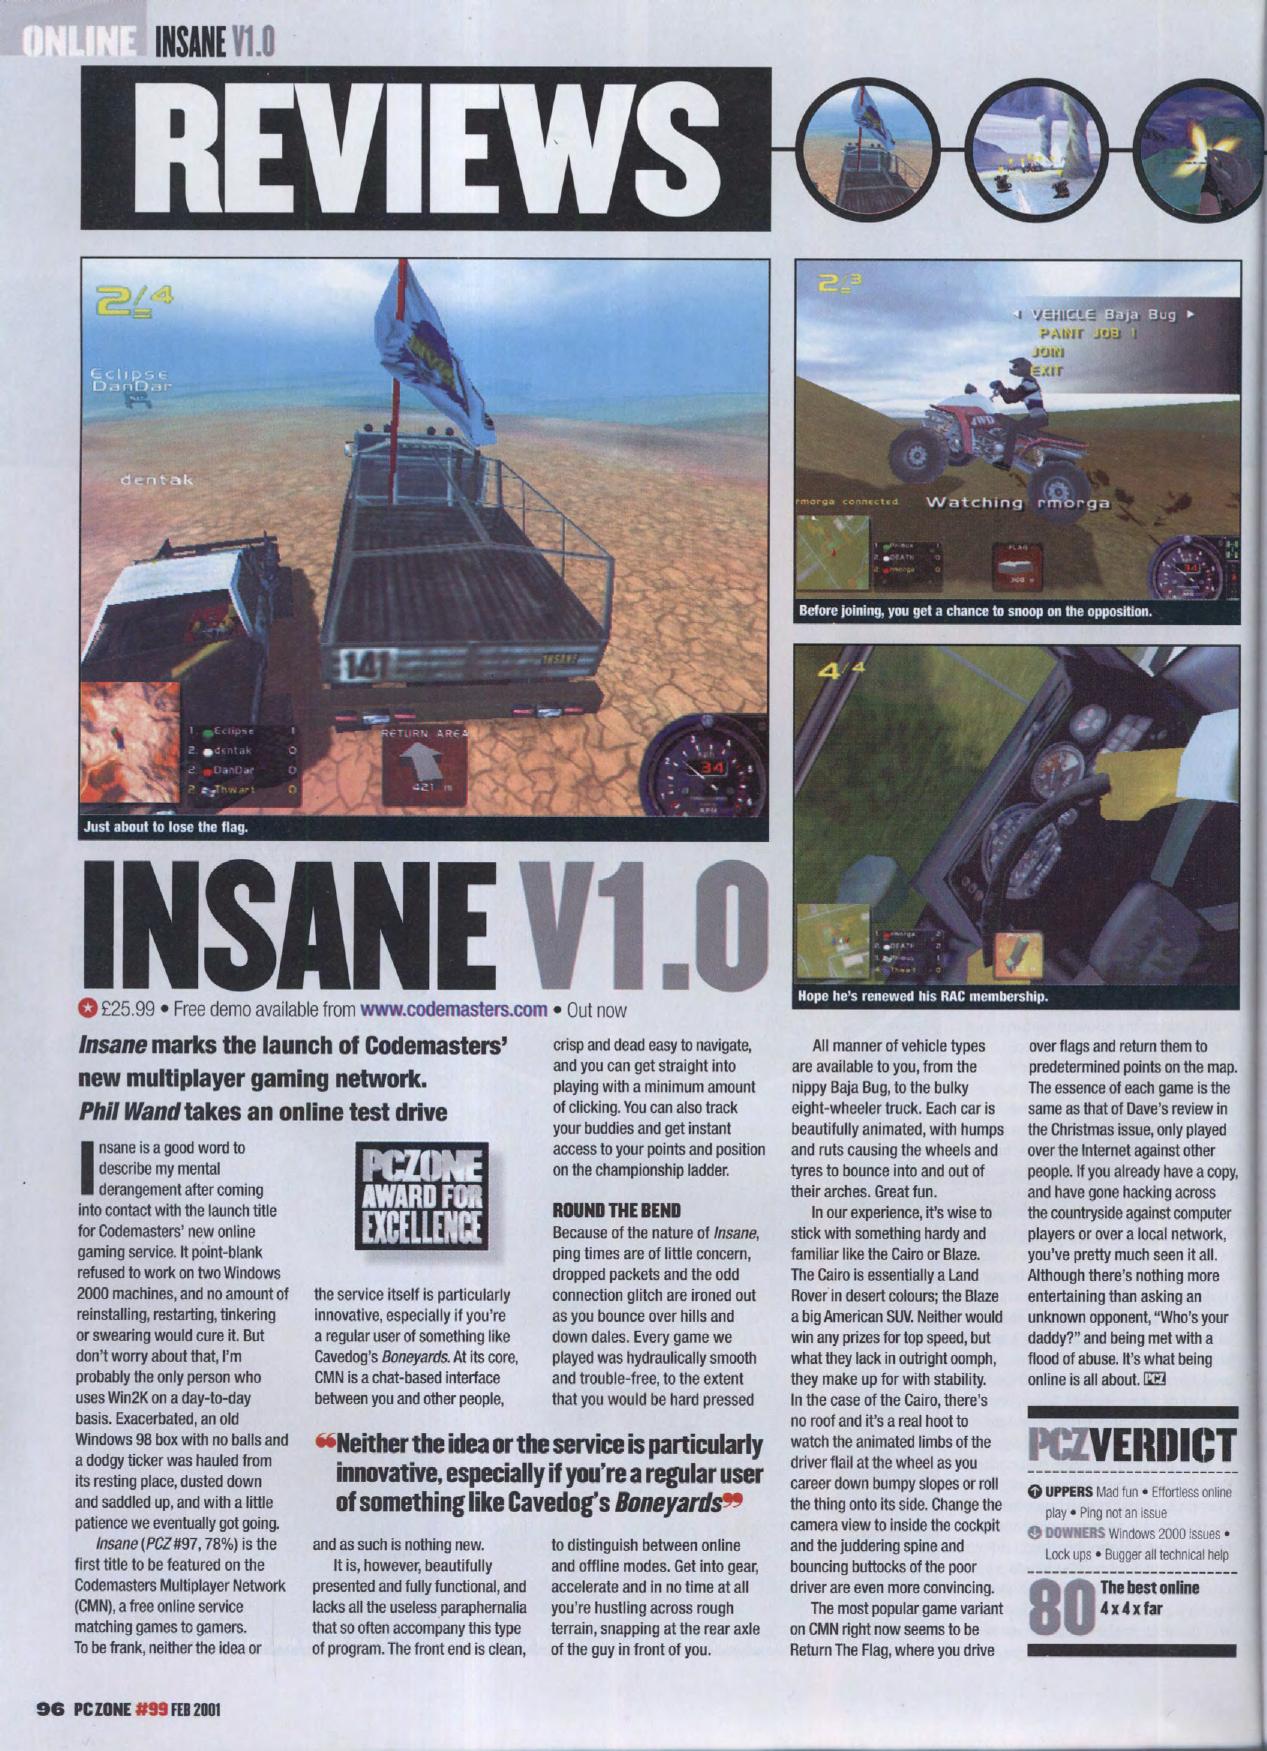 ONLINE INSANE V1.0
REVIEWS
2/4
Eclipse
DanDar
dentak
141
INSANE
1. Eclipse 1
2. dentak 0
2. DanDar 0
2. Thwart 0
RETURN AREA
421 m
34
Just about to lose the flag.
2/3
VEHICLE Baja Bug
PAINT JOB 1
JOIN
EXIT
rmorga connected.
Watching rmorga
FLAG
34
Before joining, you get a chance to snoop on the opposition.
4/4
Hope he's renewed his RAC membership.
INSANE V1.0
£25.99 • Free demo available from www.codemasters.com • Out now
Insane marks the launch of Codemasters'
new multiplayer gaming network.
Phil Wand takes an online test drive
Insane is a good word to
describe my mental
derangement after coming
into contact with the launch title
for Codemasters' new online
gaming service. It point-blank
refused to work on two Windows
2000 machines, and no amount of
reinstalling, restarting, tinkering
or swearing would cure it. But
don't worry about that, I'm
probably the only person who
uses Win2K on a day-to-day
basis. Exacerbated, an old
Windows 98 box with no balls and
a dodgy ticker was hauled from
its resting place, dusted down
and saddled up, and with a little
patience we eventually got going.
Insane (PCZ #97, 78%) is the
first title to be featured on the
Codemasters Multiplayer Network
(CMN), a free online service
matching games to gamers.
To be frank, neither the idea or
PCZONE
AWARD FOR
EXCELLENCE
the service itself is particularly
innovative, especially if you're
a regular user of something like
Cavedog's Boneyards. At its core,
CMN is a chat-based interface
between you and other people,
“Neither the idea or the service is particularly
innovative, especially if you're a regular user
of something like Cavedog's Boneyards”
and as such is nothing new.
It is, however, beautifully
presented and fully functional, and
lacks all the useless paraphernalia
that so often accompany this type
of program. The front end is clean,
crisp and dead easy to navigate,
and you can get straight into
playing with a minimum amount
of clicking. You can also track
your buddies and get instant
access to your points and position
on the championship ladder.
ROUND THE BEND
Because of the nature of Insane,
ping times are of little concern,
dropped packets and the odd
connection glitch are ironed out
as you bounce over hills and
down dales. Every game we
played was hydraulically smooth
and trouble-free, to the extent
that you would be hard pressed
to distinguish between online
and offline modes. Get into gear,
accelerate and in no time at all
you're hustling across rough
terrain, snapping at the rear axle
of the guy in front of you.
All manner of vehicle types
are available to you, from the
nippy Baja Bug, to the bulky
eight-wheeler truck. Each car is
beautifully animated, with humps
and ruts causing the wheels and
tyres to bounce into and out of
their arches. Great fun.
In our experience, it's wise to
stick with something hardy and
familiar like the Cairo or Blaze.
The Cairo is essentially a Land
Rover in desert colours; the Blaze
a big American SUV. Neither would
win any prizes for top speed, but
what they lack in outright oomph,
they make up for with stability.
In the case of the Cairo, there's
no roof and it's a real hoot to
watch the animated limbs of the
driver flail at the wheel as you
career down bumpy slopes or roll
the thing onto its side. Change the
camera view to inside the cockpit
and the juddering spine and
bouncing buttocks of the poor
driver are even more convincing.
The most popular game variant
on CMN right now seems to be
Return The Flag, where you drive
over flags and return them to
predetermined points on the map.
The essence of each game is the
same as that of Dave's review in
the Christmas issue, only played
over the Internet against other
people. If you already have a copy,
and have gone hacking across
the countryside against computer
players or over a local network,
you've pretty much seen it all.
Although there's nothing more
entertaining than asking an
unknown opponent, “Who's your
daddy?” and being met with a
flood of abuse. It's what being
online is all about. PCZ
PCZVERDICT
UPPERS Mad fun • Effortless online
play • Ping not an issue
DOWNERS Windows 2000 issues •
Lock ups • Bugger all technical help
80 The best online
4 x 4 x far
96 PC ZONE #99 FEB 2001